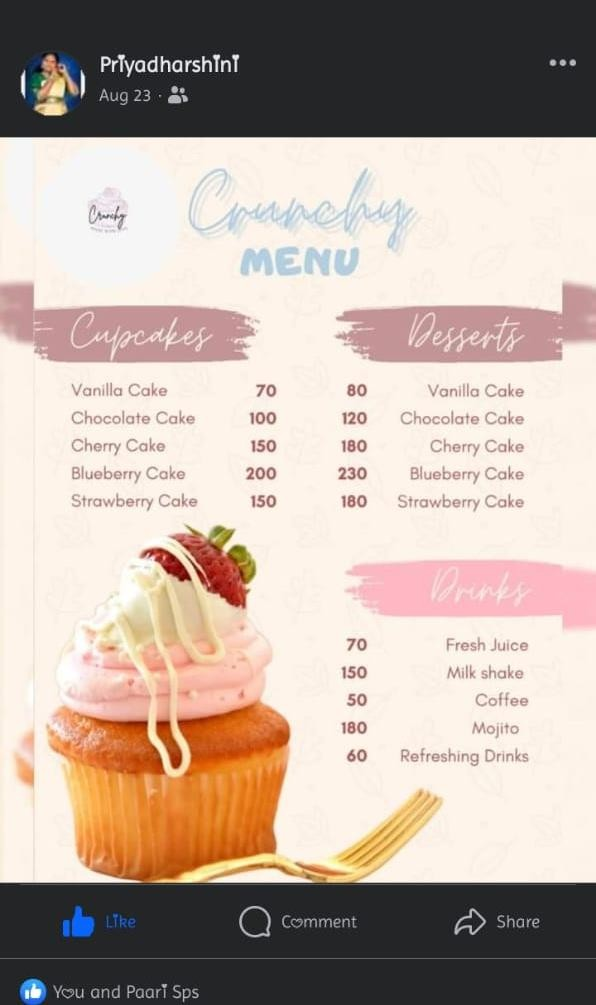 Priyadharshini
Aug 23 ·
Crunchy
Crunchy
MENU
Cupcakes
Vanilla Cake 70
Chocolate Cake 100
Cherry Cake 150
Blueberry Cake 200
Strawberry Cake 150
Desserts
80 Vanilla Cake
120 Chocolate Cake
180 Cherry Cake
230 Blueberry Cake
180 Strawberry Cake
Drinks
70 Fresh Juice
150 Milk shake
50 Coffee
180 Mojito
60 Refreshing Drinks
Like Comment Share
You and Paari Sps